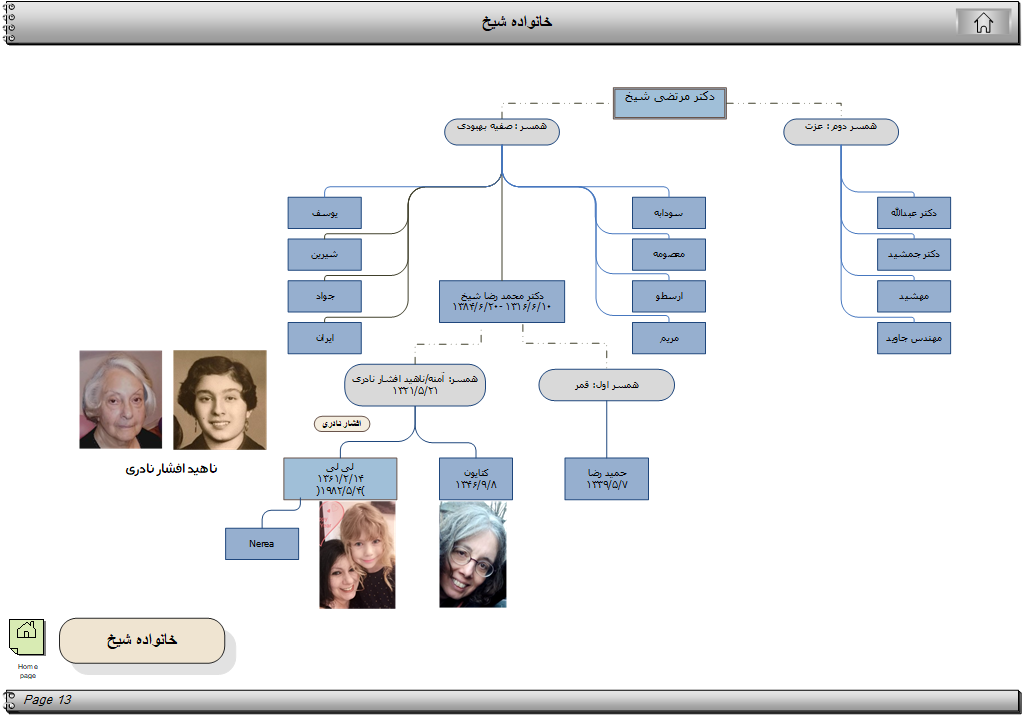 خانواده شیخ
دکتر مرتضی شیخ
همسر : صفیه بهبودی
همسر دوم : عزت
یوسف
سودابه
دکتر عبدالله
شیرین
معصومه
دکتر جمشید
جواد
دکتر محمد رضا شیخ
۱۳۱۶/۶/۱۰ -۱۳۸۴/۶/۲۰
ارسطو
مهشید
ایران
مریم
مهندس جاوید
همسر: آمنه/ناهید افشار نادری
۱۳۲۱/۵/۲۱
همسر اول: قمر
افشار نادری
ناهید افشار نادری
لی لی
۱۳۶۱/۲/۱۴
)۱۹۸۲/۵/۴(
کتایون
۱۳۴۶/۹/۸
حمید رضا
۱۳۳۹/۵/۷
Nerea
خانواده شیخ
Home
page
Page 13